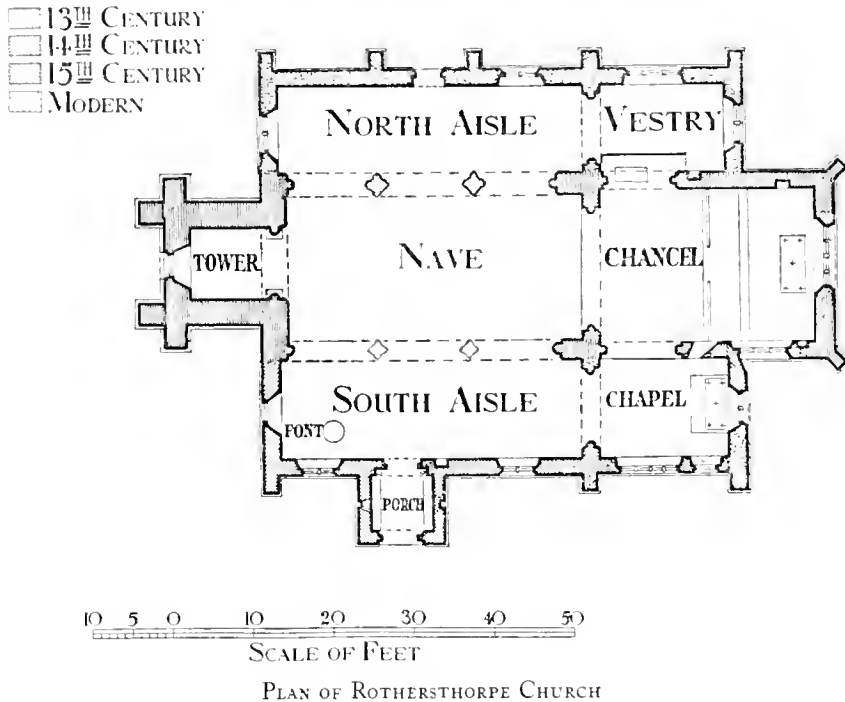 13TH CENTURY
14TH CENTURY
15TH CENTURY
MODERN
NORTH AISLE
VESTRY
TOWER
NAVE
CHANCEL
SOUTH AISLE
CHAPEL
FONT
PORCH
10 5 0 10 20 30 40 50
SCALE OF FEET
PLAN OF ROTHERSTHORPE CHURCH